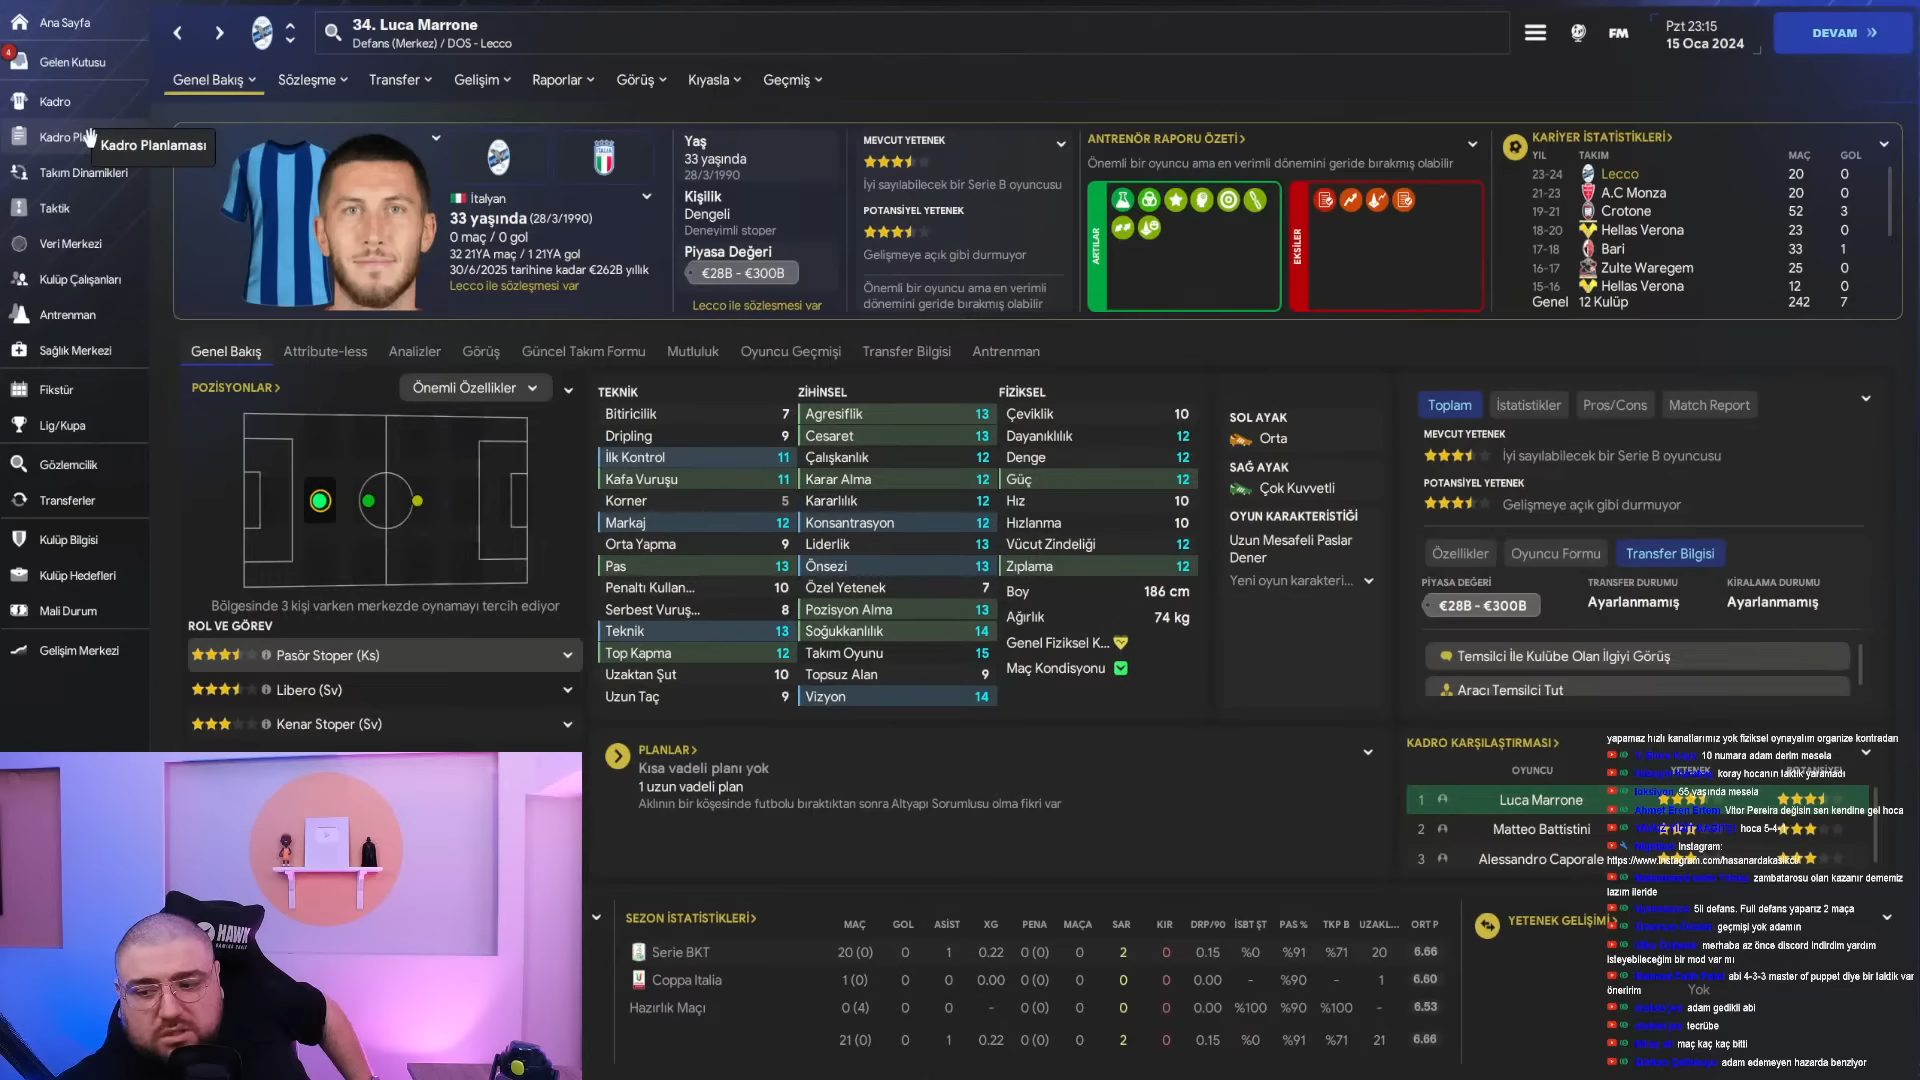 Ana Sayfa
4
Gelen Kutusu
Kadro
Kadro Pla
Kadro Planlaması
Takım Dinamikleri
Taktik
Veri Merkezi
Kulüp Çalışanları
Antrenman
Sağlık Merkezi
Fikstür
Lig/Kupa
Gözlemcilik
Transferler
Kulüp Bilgisi
Kulüp Hedefleri
Mali Durum
Gelişim Merkezi
34. Luca Marrone
Defans (Merkez) / DOS - Lecco
FM
Pzt 23:15
15 Oca 2024
DEVAM
Genel Bakış Sözleşme Transfer Gelişim Raporlar Görüş Kıyasla Geçmiş
İTALIA
İtalyan
33 yaşında (28/3/1990)
0 maç / 0 gol
32 21YA maç / 1 21YA gol
30/6/2025 tarihine kadar €262B yıllık
Lecco ile sözleşmesi var
Yaş
33 yaşında
28/3/1990
Kişilik
Dengeli
Deneyimli stoper
Piyasa Değeri
€28B - €300B
Lecco ile sözleşmesi var
MEVCUT YETENEK
İyi sayılabilecek bir Serie B oyuncusu
POTANSİYEL YETENEK
Gelişmeye açık gibi durmuyor
Önemli bir oyuncu ama en verimli
dönemini geride bırakmış olabilir
ANTRENÖR RAPORU ÖZETİ
Önemli bir oyuncu ama en verimli dönemini geride bırakmış olabilir
ARTILAR
EKSİLER
KARİYER İSTATİSTİKLERİ
YIL TAKIM MAÇ GOL
23-24 Lecco 20 0
21-23 A.C Monza 20 0
19-21 Crotone 52 3
18-20 Hellas Verona 23 0
17-18 Bari 33 1
16-17 Zulte Waregem 25 0
15-16 Hellas Verona 12 0
Genel 12 Kulüp 242 7
Genel Bakış Attribute-less Analizler Görüş Güncel Takım Formu Mutluluk Oyuncu Geçmişi Transfer Bilgisi Antrenman
POZİSYONLAR
Önemli Özellikler
Bölgesinde 3 kişi varken merkezde oynamayı tercih ediyor
ROL VE GÖREV
Pasör Stoper (Ks)
Libero (Sv)
Kenar Stoper (Sv)
TEKNİK
Bitiricilik 7
Dripling 9
İlk Kontrol 11
Kafa Vuruşu 11
Korner 5
Markaj 12
Orta Yapma 9
Pas 13
Penaltı Kullan... 10
Serbest Vuruş... 8
Teknik 13
Top Kapma 12
Uzaktan Şut 10
Uzun Taç 9
ZİHİNSEL
Agresiflik 13
Cesaret 13
Çalışkanlık 12
Karar Alma 12
Kararlılık 12
Konsantrasyon 12
Liderlik 13
Önsezi 13
Özel Yetenek 7
Pozisyon Alma 13
Soğukkanlılık 14
Takım Oyunu 15
Topsuz Alan 9
Vizyon 14
FİZİKSEL
Çeviklik 10
Dayanıklılık 12
Denge 12
Güç 12
Hız 10
Hızlanma 10
Vücut Zindeliği 12
Zıplama 12
Boy 186 cm
Ağırlık 74 kg
Genel Fiziksel K...
Maç Kondisyonu
SOL AYAK
Orta
SAĞ AYAK
Çok Kuvvetli
OYUN KARAKTERİSTİĞİ
Uzun Mesafeli Paslar
Dener
Yeni oyun karakteri...
Toplam İstatistikler Pros/Cons Match Report
MEVCUT YETENEK
İyi sayılabilecek bir Serie B oyuncusu
POTANSİYEL YETENEK
Gelişmeye açık gibi durmuyor
Özellikler Oyuncu Formu Transfer Bilgisi
PİYASA DEĞERİ TRANSFER DURUMU KİRALAMA DURUMU
€28B - €300B Ayarlanmamış Ayarlanmamış
Temsilci İle Kulübe Olan İlgiyi Görüş
Aracı Temsilci Tut
PLANLAR
Kısa vadeli planı yok
1 uzun vadeli plan
Aklının bir köşesinde futbolu bıraktıktan sonra Altyapı Sorumlusu olma fikri var
KADRO KARŞILAŞTIRMASI
OYUNCU YETENEK
1 Luca Marrone
2 Matteo Battistini
3 Alessandro Caporale
yapamaz hızlı kanatlarımız yok fiziksel oynayalım organize kontradan
10 numara adam derim mesela
koray hocanın taktik yaramadı
55 yaşında mesela
Vitor Pereira değişin sen kendine gel hoca
hoca 5-4-1
Instagram:
https://www.instagram.com/hasanardakasikci/
zambatarosu olan kazanır dememiz
lazım ileride
5li defans. Full defans yaparız 2 maça
geçmişi yok adamın
merhaba az önce discord indirdim yardım
isteyebileceğim bir mod var mı
abi 4-3-3 master of puppet diye bir taktik var
öneririm
adam gedikli abi
tecrübe
maç kaç kaç bitti
adam edemeyen hazarda benziyor
SEZON İSTATİSTİKLERİ
MAÇ GOL ASİST XG PENA MAÇA SAR KIR DRP/90 İSBT ŞT PAS % TKP B UZAKL... ORT P
Serie BKT 20 (0) 0 1 0.22 0 (0) 0 2 0 0.15 %0 %91 %71 20 6.66
Coppa Italia 1 (0) 0 0 0.00 0 (0) 0 0 0 0.00 - %90 - 1 6.60
Hazırlık Maçı 0 (4) 0 0 - 0 (0) 0 0 0 0.00 %100 %90 %100 - 6.53
21 (0) 0 1 0.22 0 (0) 0 2 0 0.15 %0 %91 %71 21 6.66
YETENEK GELİŞİMİ
Yok
HAWK